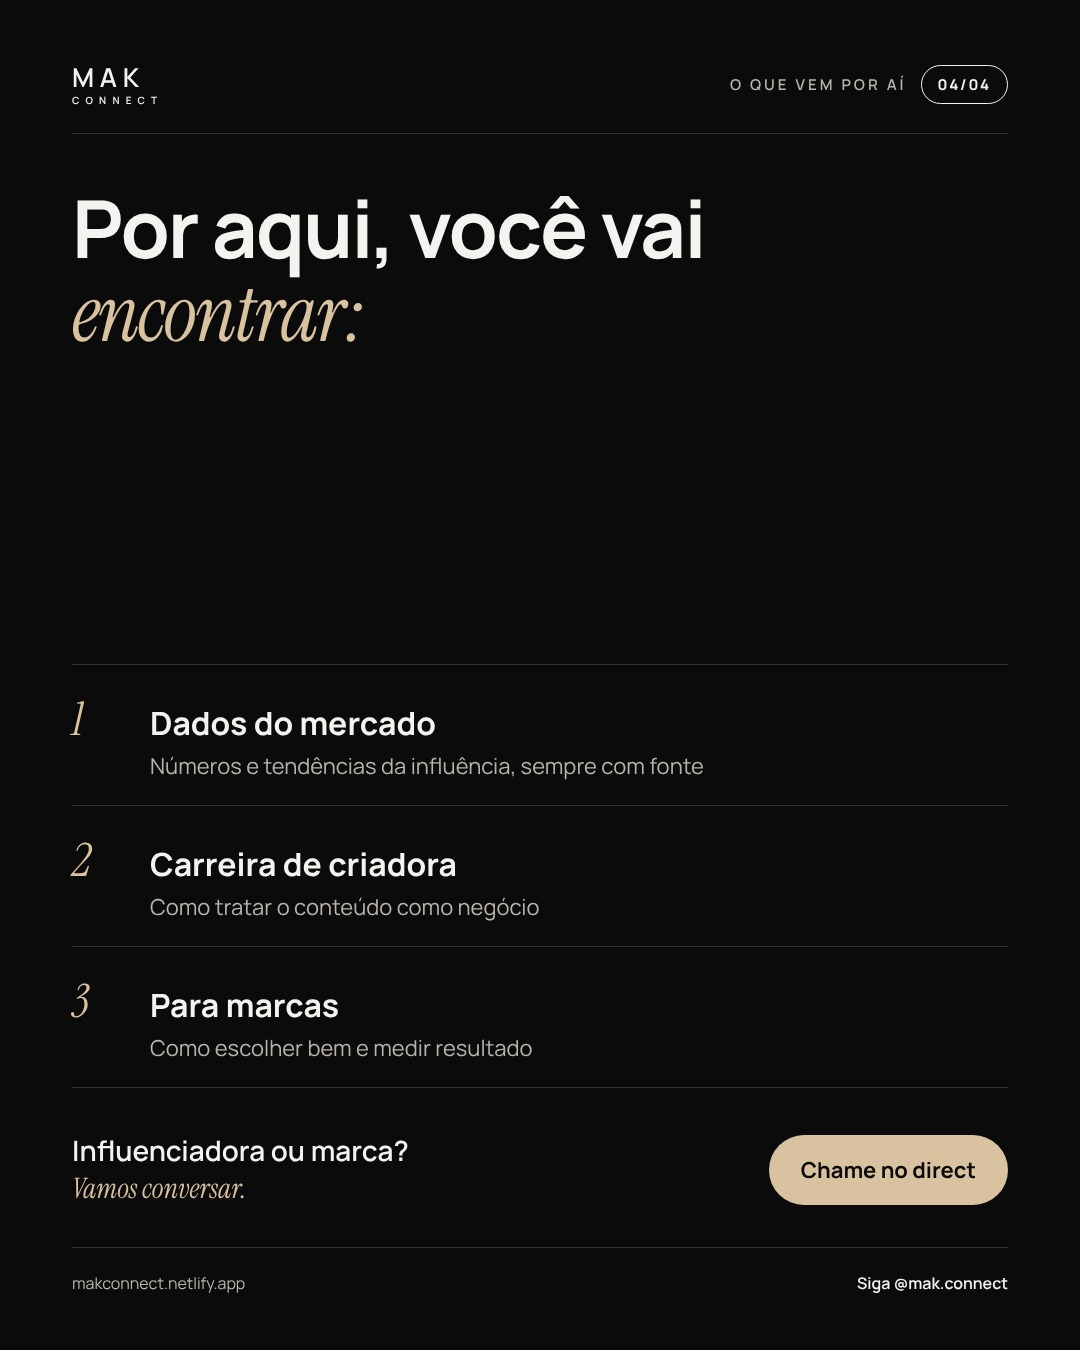 MAK
CONNECT
O QUE VEM POR AÍ
04/04
Por aqui, você vai
encontrar:
1
Dados do mercado
Números e tendências da influência, sempre com fonte
2
Carreira de criadora
Como tratar o conteúdo como negócio
3
Para marcas
Como escolher bem e medir resultado
Influenciadora ou marca?
Vamos conversar.
Chame no direct
makconnect.netlify.app
Siga @mak.connect